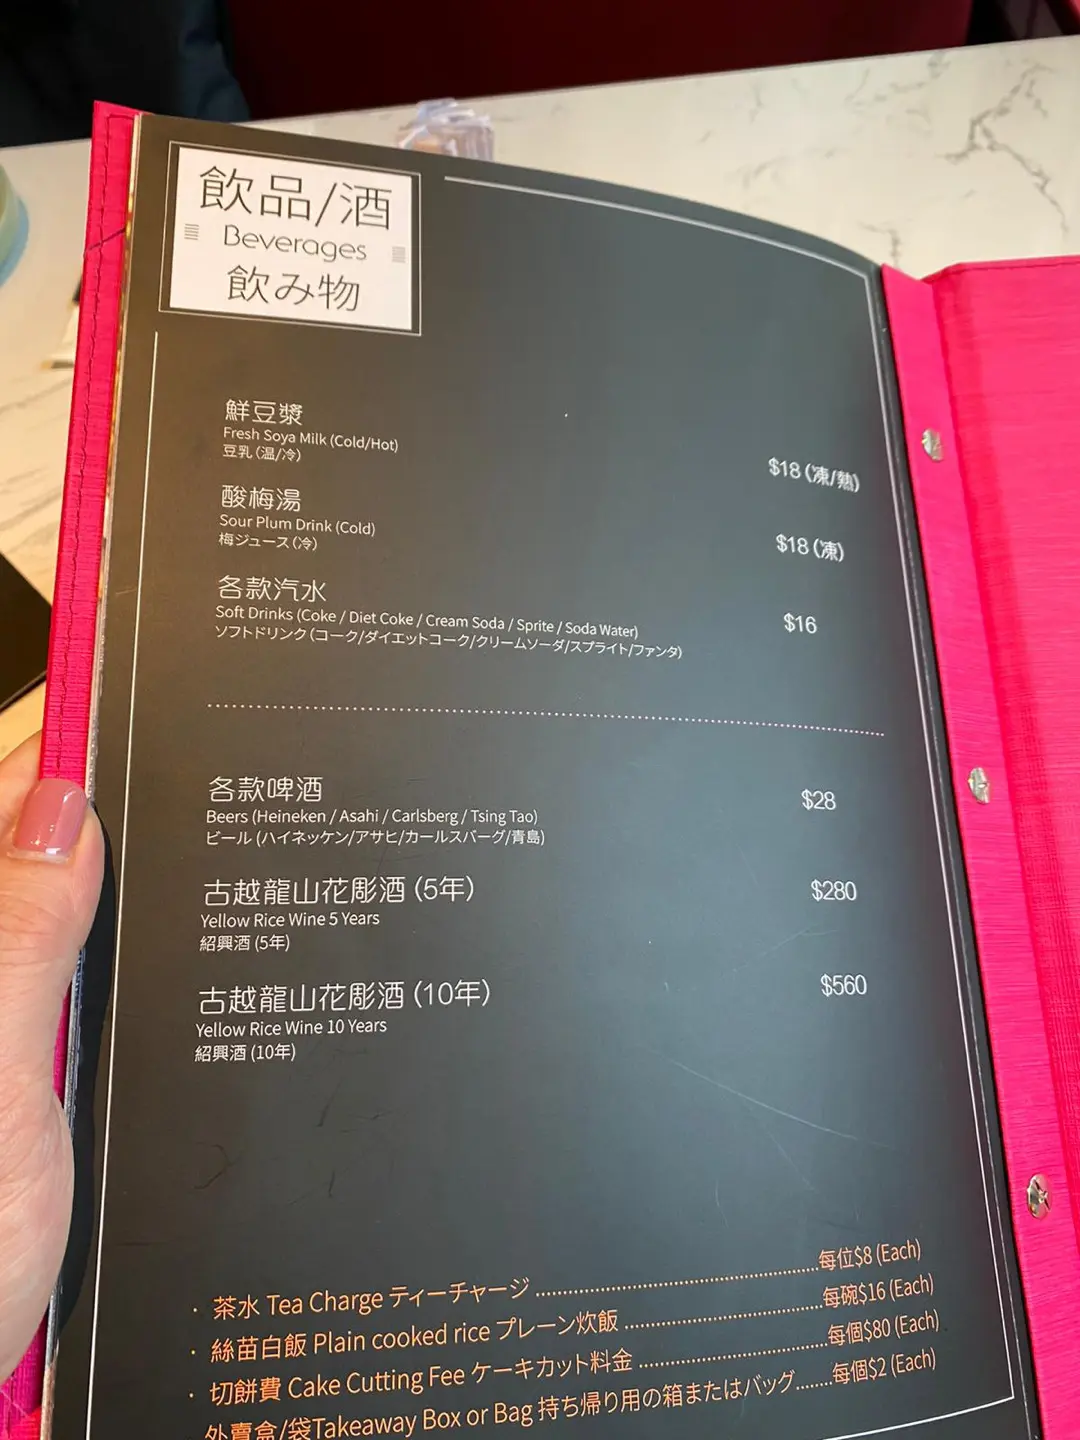 飲品/酒
Beverages
飲み物
鮮豆漿
Fresh Soya Milk (Cold/Hot)
豆乳 (温/冷)
$18 (凍/熱)
酸梅湯
Sour Plum Drink (Cold)
梅ジュース (冷)
$18 (凍)
各款汽水
Soft Drinks (Coke / Diet Coke / Cream Soda / Sprite / Soda Water)
ソフトドリンク (コーク/ダイエットコーク/クリームソーダ/スプライト/ファンタ)
$16
各款啤酒
Beers (Heineken / Asahi / Carlsberg / Tsing Tao)
ビール (ハイネッケン/アサヒ/カールスバーグ/青島)
$28
古越龍山花彫酒 (5年)
Yellow Rice Wine 5 Years
紹興酒 (5年)
$280
古越龍山花彫酒 (10年)
Yellow Rice Wine 10 Years
紹興酒 (10年)
$560
· 茶水 Tea Charge ティーチャージ ........ 每位$8 (Each)
· 絲苗白飯 Plain cooked rice プレーン炊飯 ........ 每碗$16 (Each)
· 切餅費 Cake Cutting Fee ケーキカット料金 ........ 每個$80 (Each)
· 外賣盒/袋Takeaway Box or Bag 持ち帰り用の箱またはバッグ........每個$2 (Each)